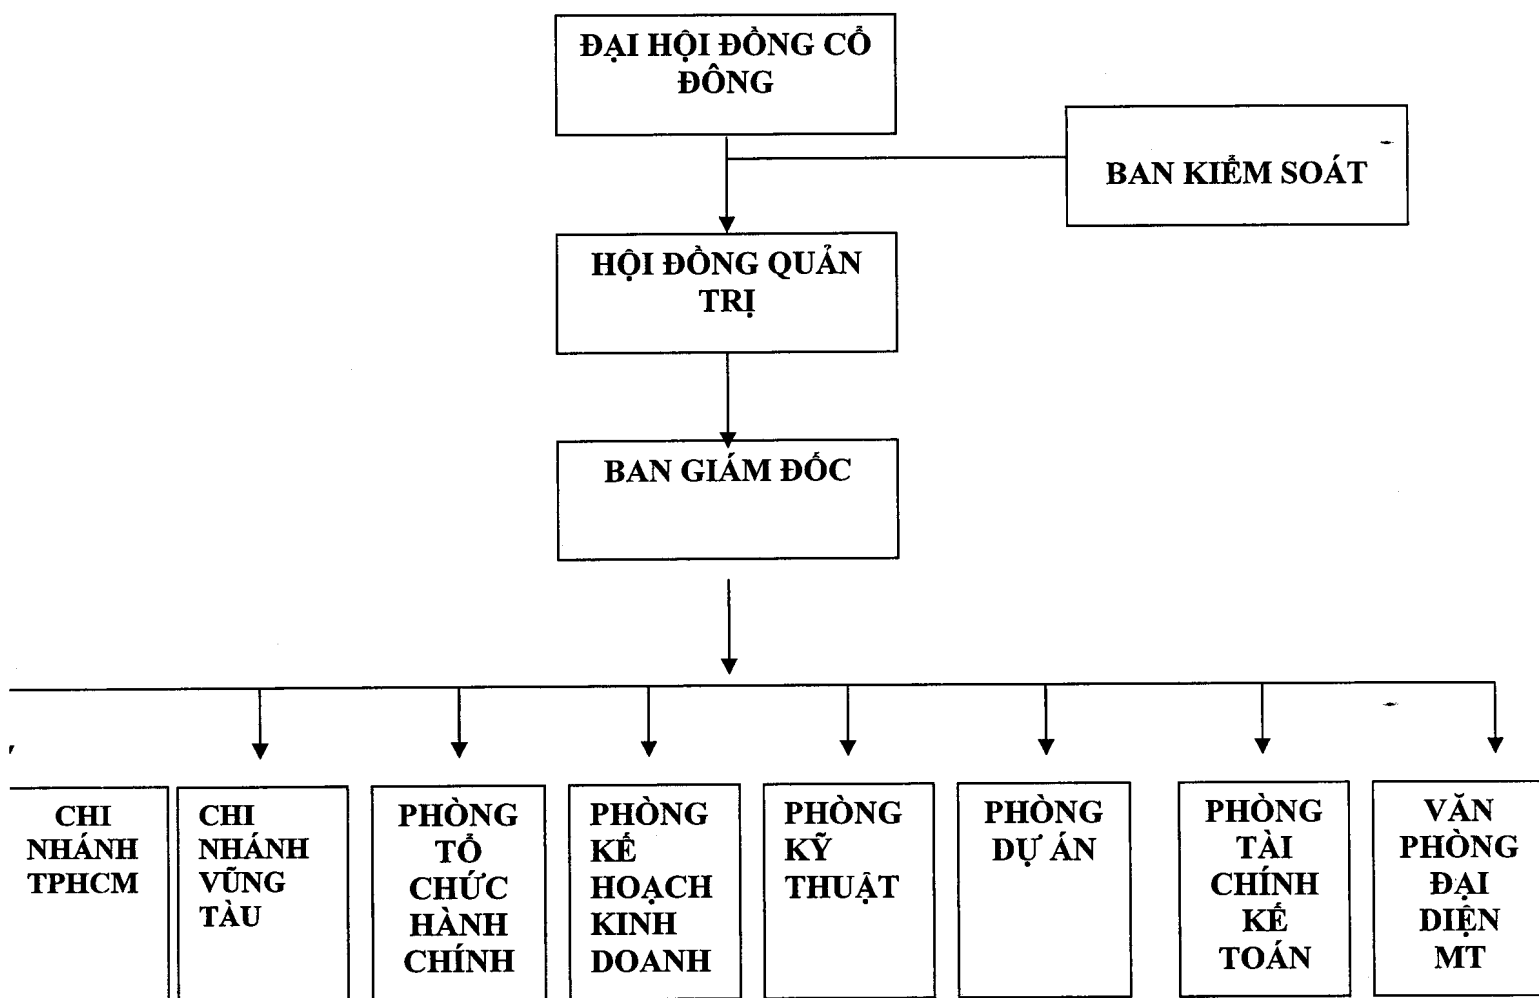 ĐẠI HỘI ĐỒNG CỔ
ĐÔNG
BAN KIỂM SOÁT
HỘI ĐỒNG QUẢN
TRỊ
BAN GIÁM ĐỐC
CHI
NHÁNH
TPHCM
CHI
NHÁNH
VŨNG
TÀU
PHÒNG
TỔ
CHỨC
HÀNH
CHÍNH
PHÒNG
KẾ
HOẠCH
KINH
DOANH
PHÒNG
KỸ
THUẬT
PHÒNG
DỰ ÁN
PHÒNG
TÀI
CHÍNH
KẾ
TOÁN
VĂN
PHÒNG
ĐẠI
DIỆN
MT